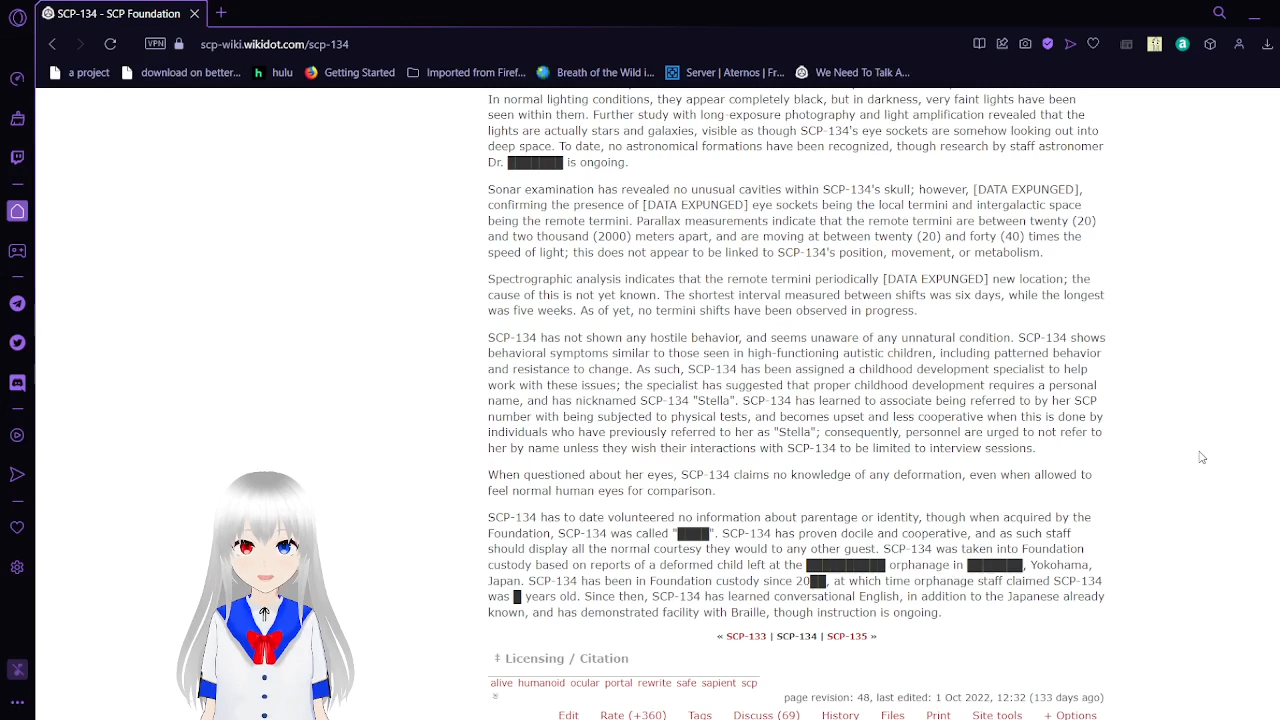 SCP-134 - SCP Foundation
VPN
scp-wiki.wikidot.com/scp-134
a project
download on better...
h
hulu
Getting Started
Imported from Firef...
Breath of the Wild i...
Server | Aternos | Fr...
We Need To Talk A...
a
In normal lighting conditions, they appear completely black, but in darkness, very faint lights have been
seen within them. Further study with long-exposure photography and light amplification revealed that the
lights are actually stars and galaxies, visible as though SCP-134's eye sockets are somehow looking out into
deep space. To date, no astronomical formations have been recognized, though research by staff astronomer
Dr. ███████ is ongoing.
Sonar examination has revealed no unusual cavities within SCP-134's skull; however, [DATA EXPUNGED],
confirming the presence of [DATA EXPUNGED] eye sockets being the local termini and intergalactic space
being the remote termini. Parallax measurements indicate that the remote termini are between twenty (20)
and two thousand (2000) meters apart, and are moving at between twenty (20) and forty (40) times the
speed of light; this does not appear to be linked to SCP-134's position, movement, or metabolism.
Spectrographic analysis indicates that the remote termini periodically [DATA EXPUNGED] new location; the
cause of this is not yet known. The shortest interval measured between shifts was six days, while the longest
was five weeks. As of yet, no termini shifts have been observed in progress.
SCP-134 has not shown any hostile behavior, and seems unaware of any unnatural condition. SCP-134 shows
behavioral symptoms similar to those seen in high-functioning autistic children, including patterned behavior
and resistance to change. As such, SCP-134 has been assigned a childhood development specialist to help
work with these issues; the specialist has suggested that proper childhood development requires a personal
name, and has nicknamed SCP-134 "Stella". SCP-134 has learned to associate being referred to by her SCP
number with being subjected to physical tests, and becomes upset and less cooperative when this is done by
individuals who have previously referred to her as "Stella"; consequently, personnel are urged to not refer to
her by name unless they wish their interactions with SCP-134 to be limited to interview sessions.
When questioned about her eyes, SCP-134 claims no knowledge of any deformation, even when allowed to
feel normal human eyes for comparison.
SCP-134 has to date volunteered no information about parentage or identity, though when acquired by the
Foundation, SCP-134 was called "████". SCP-134 has proven docile and cooperative, and as such staff
should display all the normal courtesy they would to any other guest. SCP-134 was taken into Foundation
custody based on reports of a deformed child left at the ██████████ orphanage in ███████, Yokohama,
Japan. SCP-134 has been in Foundation custody since 20██, at which time orphanage staff claimed SCP-134
was █ years old. Since then, SCP-134 has learned conversational English, in addition to the Japanese already
known, and has demonstrated facility with Braille, though instruction is ongoing.
« SCP-133 | SCP-134 | SCP-135 »
‡ Licensing / Citation
alive humanoid ocular portal rewrite safe sapient scp
page revision: 48, last edited: 1 Oct 2022, 12:32 (133 days ago)
Edit Rate (+360) Tags Discuss (69) History Files Print Site tools + Options